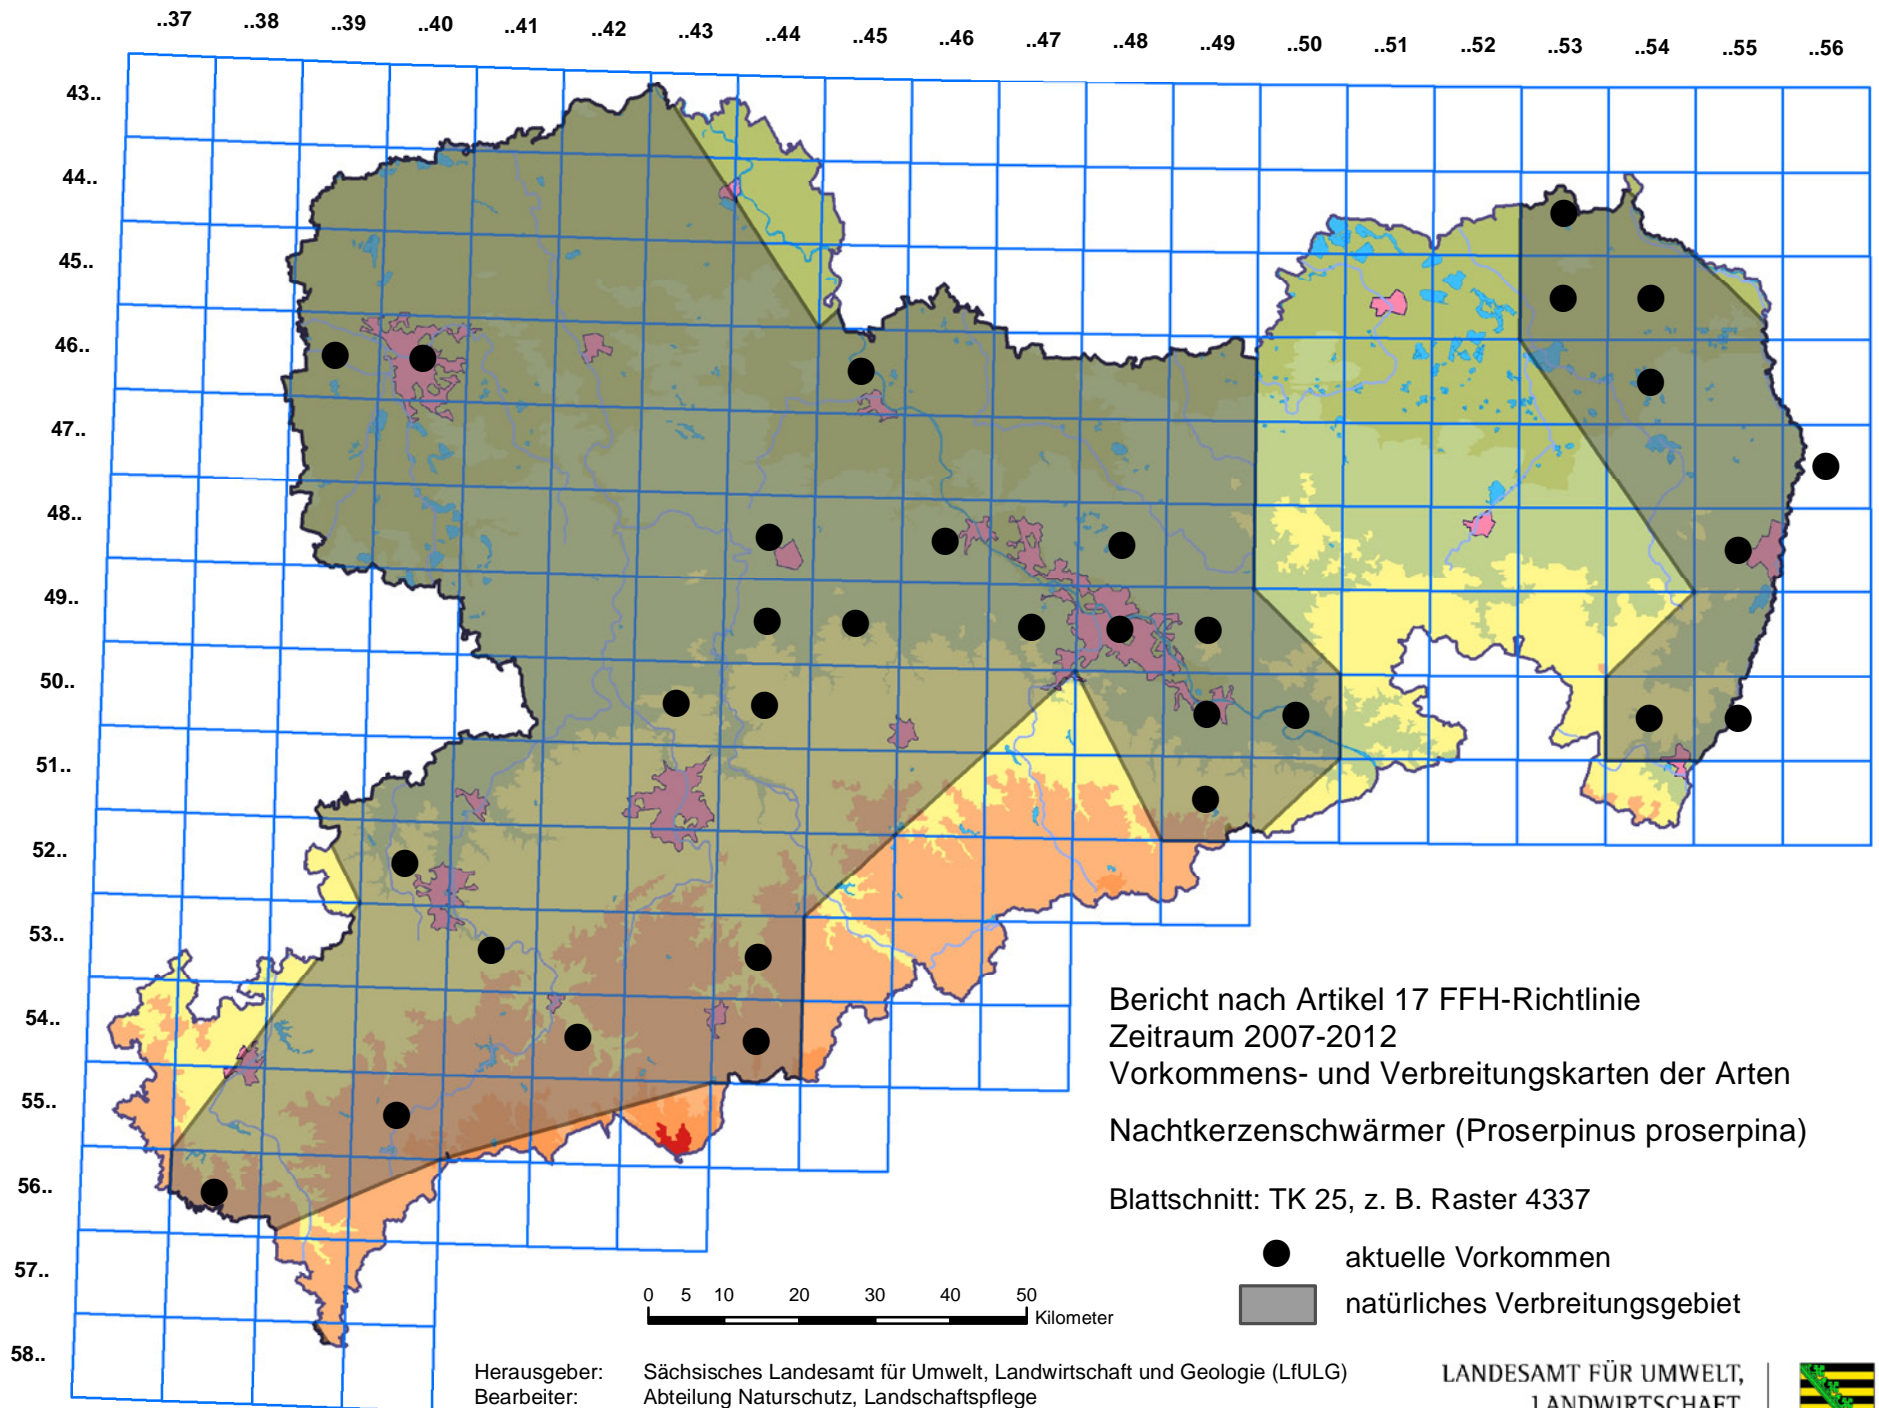 ..37 ..38 ..39 ..40 ..41 ..42 ..43 ..44 ..45 ..46 ..47 ..48 ..49 ..50 ..51 ..52 ..53 ..54 ..55 ..56
43..
44..
45..
46..
47..
48..
49..
50..
51..
52..
53..
54..
55..
56..
57..
58..
Bericht nach Artikel 17 FFH-Richtlinie
Zeitraum 2007-2012
Vorkommens- und Verbreitungskarten der Arten
Nachtkerzenschwärmer (Proserpinus proserpina)
Blattschnitt: TK 25, z. B. Raster 4337
aktuelle Vorkommen
natürliches Verbreitungsgebiet
0 5 10 20 30 40 50
Kilometer
Herausgeber: Sächsisches Landesamt für Umwelt, Landwirtschaft und Geologie (LfULG)
Bearbeiter: Abteilung Naturschutz, Landschaftspflege
LANDESAMT FÜR UMWELT,
LANDWIRTSCHAFT